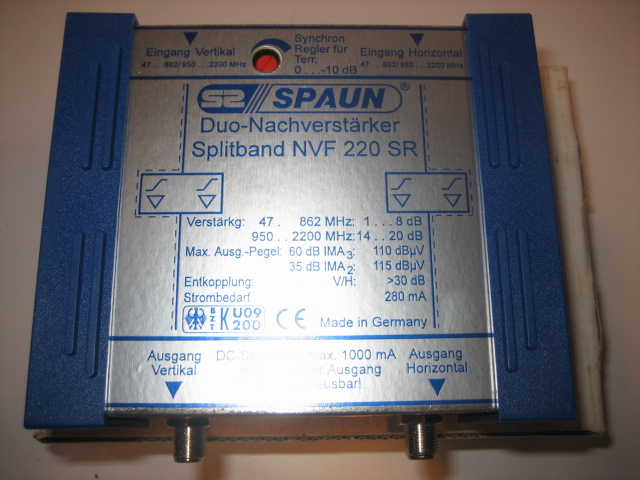 Eingang Vertikal
47...862/950...2200 MHz
Synchron
Regler für
Terr.
0...-10 dB
Eingang Horizontal
47...862/950...2200 MHz
SPAUN®
Duo-Nachverstärker
Splitband NVF 220 SR
Verstärkg: 47. 862 MHz: 1...8 dB
950..2200 MHz:14..20 dB
Max. Ausg.-Pegel: 60 dB IMA3: 110 dBµV
35 dB IMA2: 115 dBµV
Entkopplung: V/H: >30 dB
Strombedarf 280 mA
BZT K U09
200 CE Made in Germany
Ausgang
Vertikal
max. 1000 mA
Ausgang
Ausgang
Horizontal